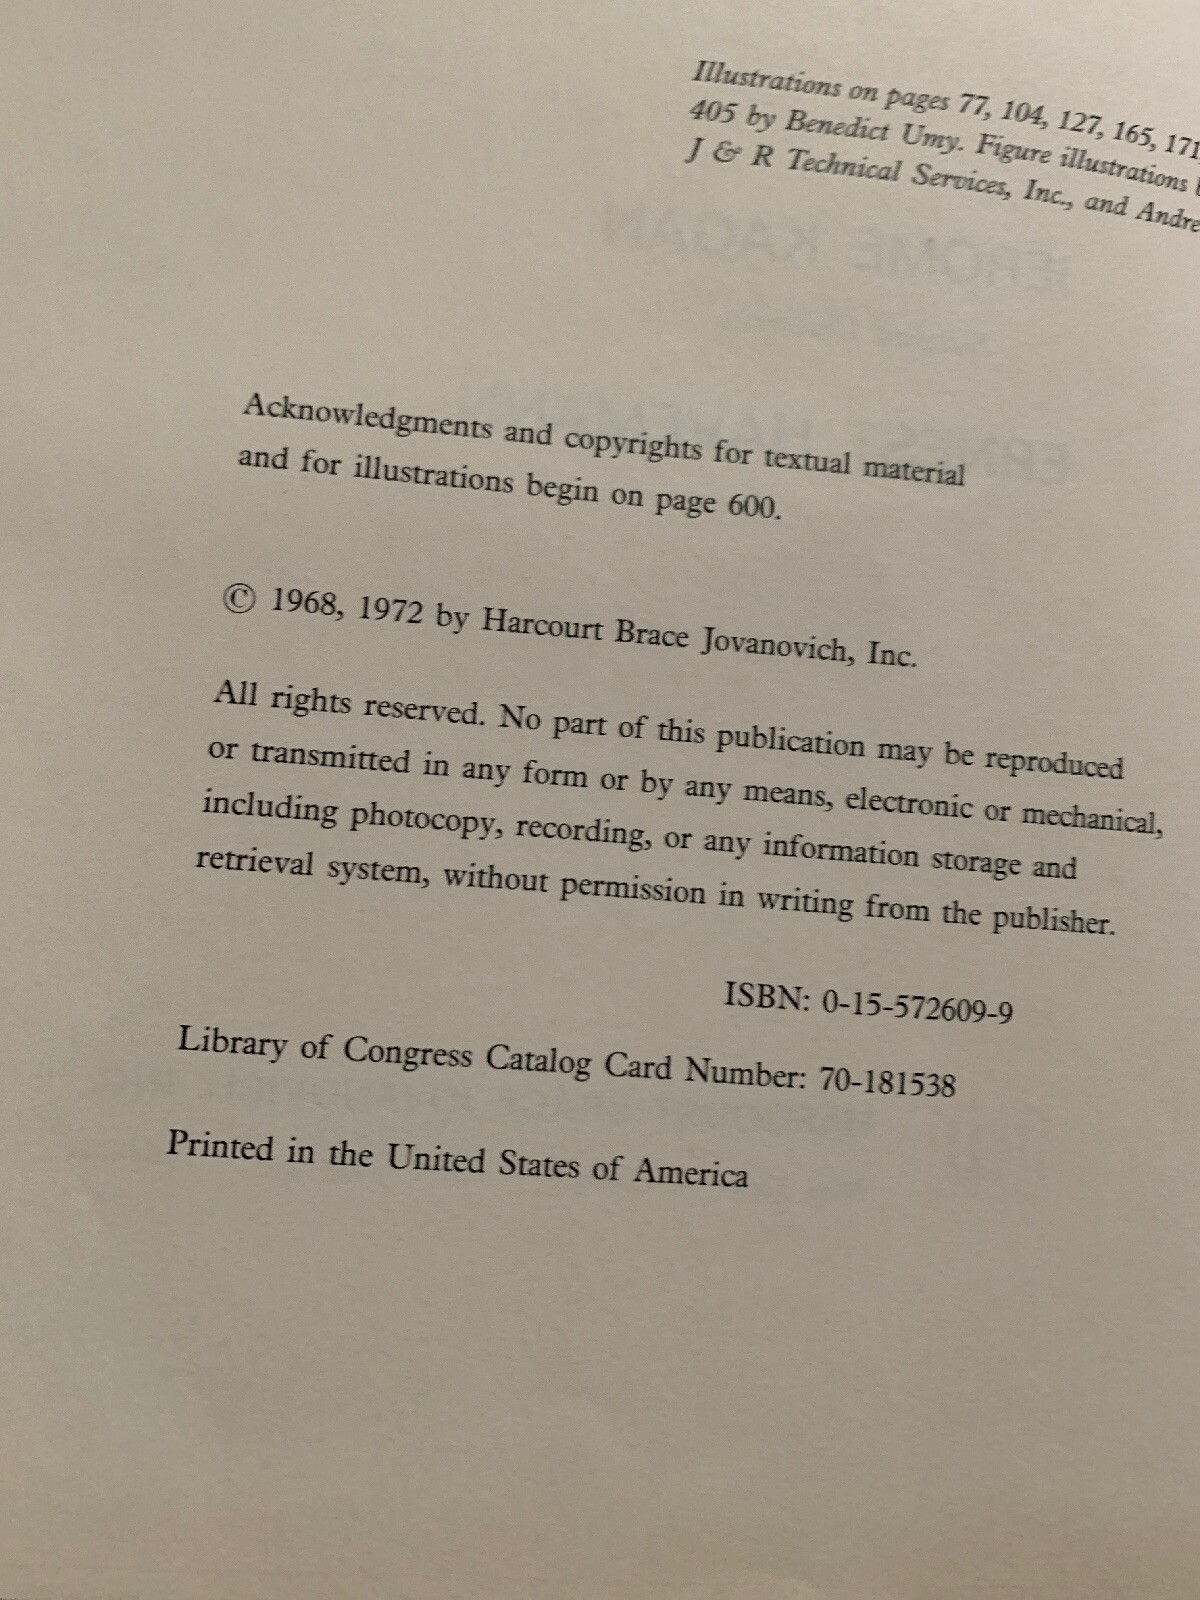 Illustrations on pages 77, 104, 127, 165, 171,
405 by Benedict Umy. Figure illustrations
J & R Technical Services, Inc., and
JEROME KAGAN
Acknowledgments and copyrights for textual material
and for illustrations begin on page 600.
© 1968, 1972 by Harcourt Brace Jovanovich, Inc.
All rights reserved. No part of this publication may be reproduced
or transmitted in any form or by any means, electronic or mechanical,
including photocopy, recording, or any information storage and
retrieval system, without permission in writing from the publisher.
ISBN: 0-15-572609-9
Library of Congress Catalog Card Number: 70-181538
Printed in the United States of America